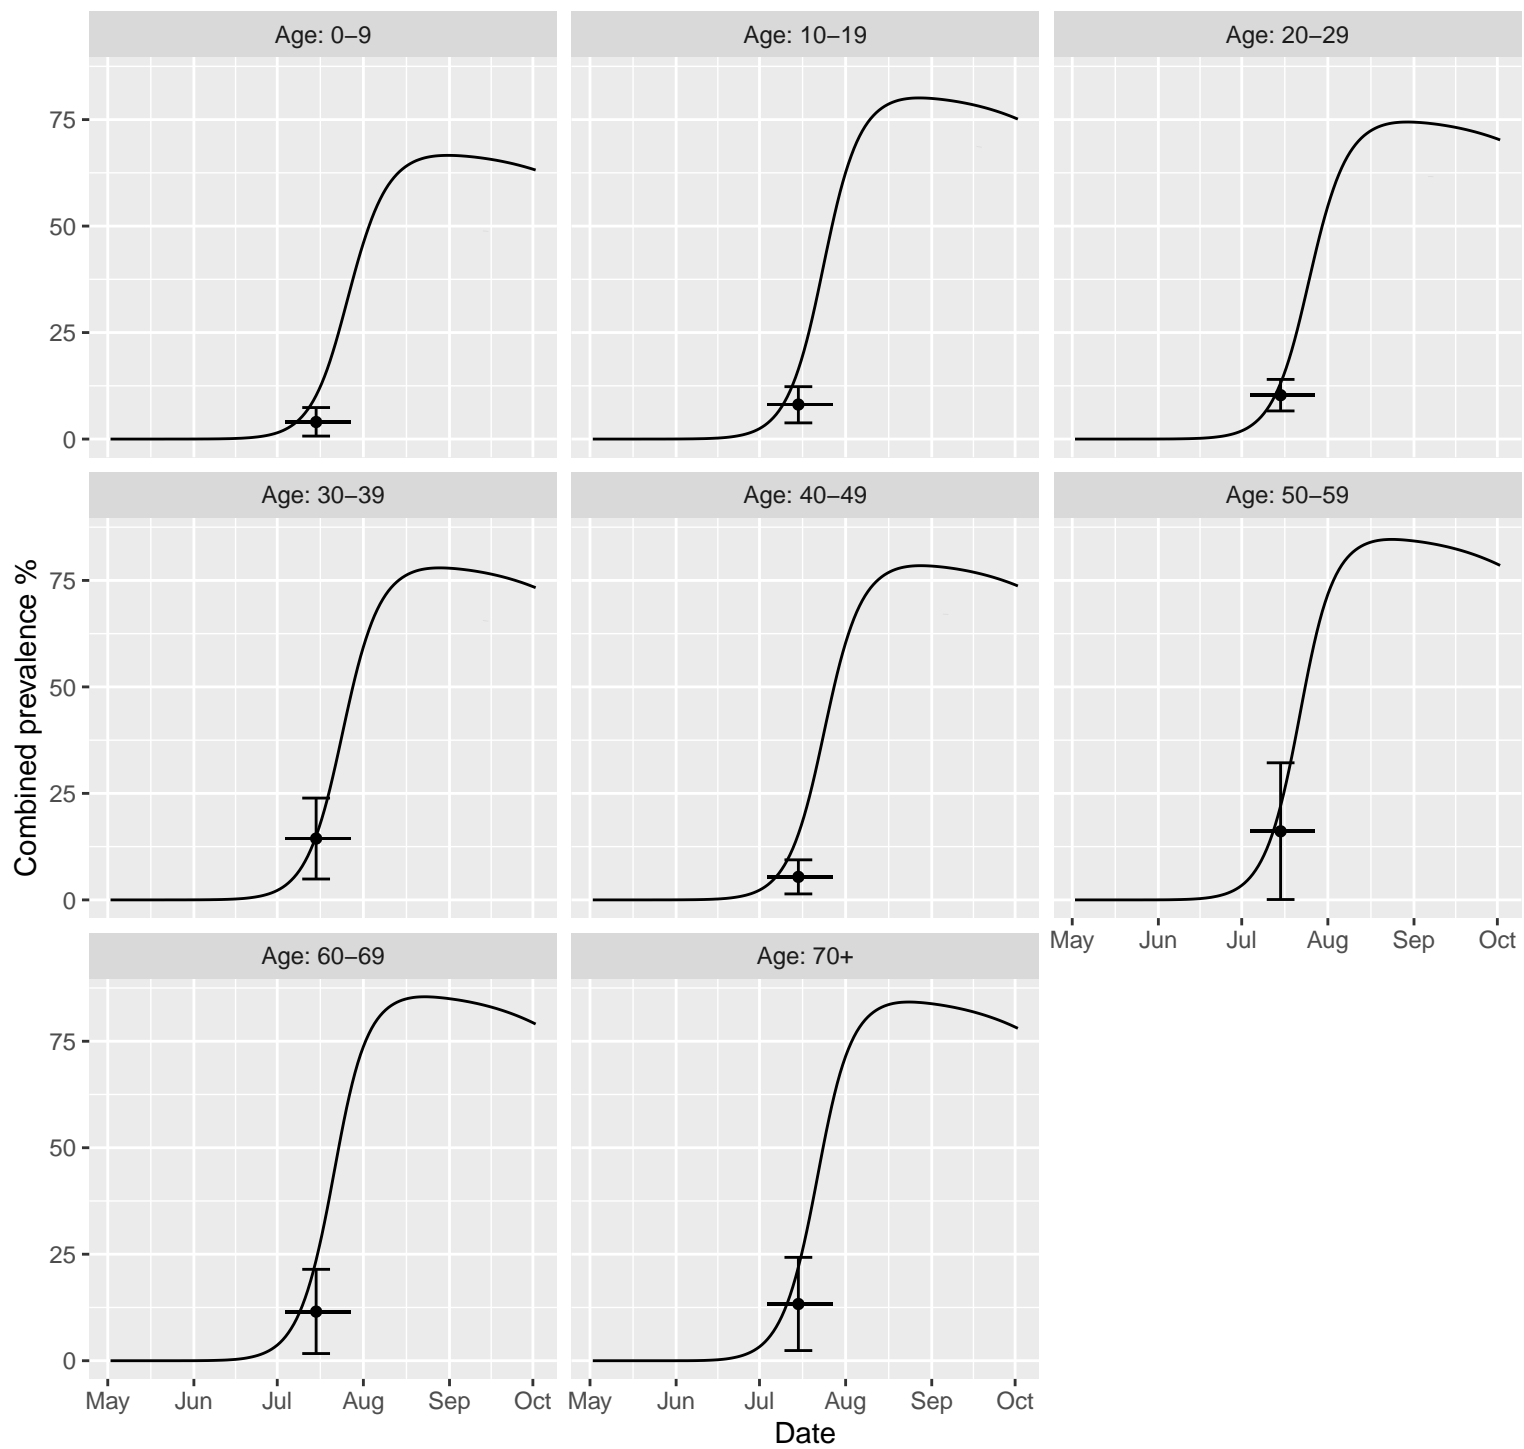 Age: 0–9
Age: 10–19
Age: 20–29
75
50
25
0
Age: 30–39
Age: 40–49
Age: 50–59
Combined prevalence %
75
50
25
0
May Jun Jul Aug Sep Oct
Age: 60–69
Age: 70+
75
50
25
0
May Jun Jul Aug Sep Oct
May Jun Jul Aug Sep Oct
Date